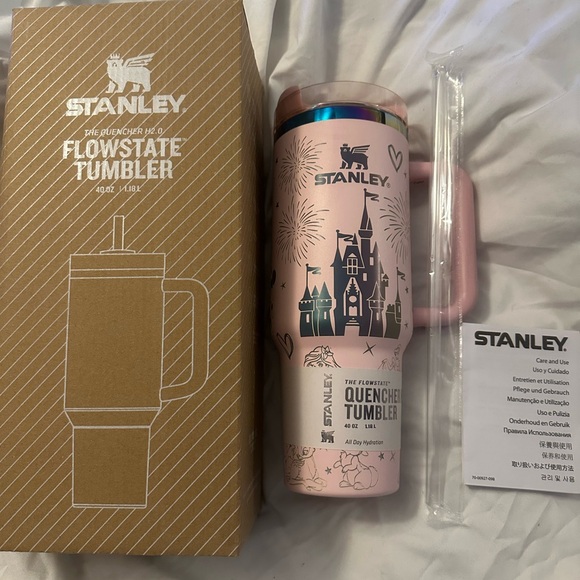 STANLEY
THE QUENCHER H2.0
FLOWSTATE™
TUMBLER
40 OZ | 1.18 L
STANLEY
STANLEY
THE FLOWSTATE™
QUENCHER
TUMBLER
40 OZ 1.18 L
All Day Hydration
STANLEY.
Care and Use
Uso y Cuidado
Entretien et Utilisation
Pflege und Gebrauch
Manutenção e Utilização
Uso e Pulizia
Onderhoud en Gebruik
Правила Использования
保養與使用
保养和使用
取り扱いおよび使用方法
관리 및 사용